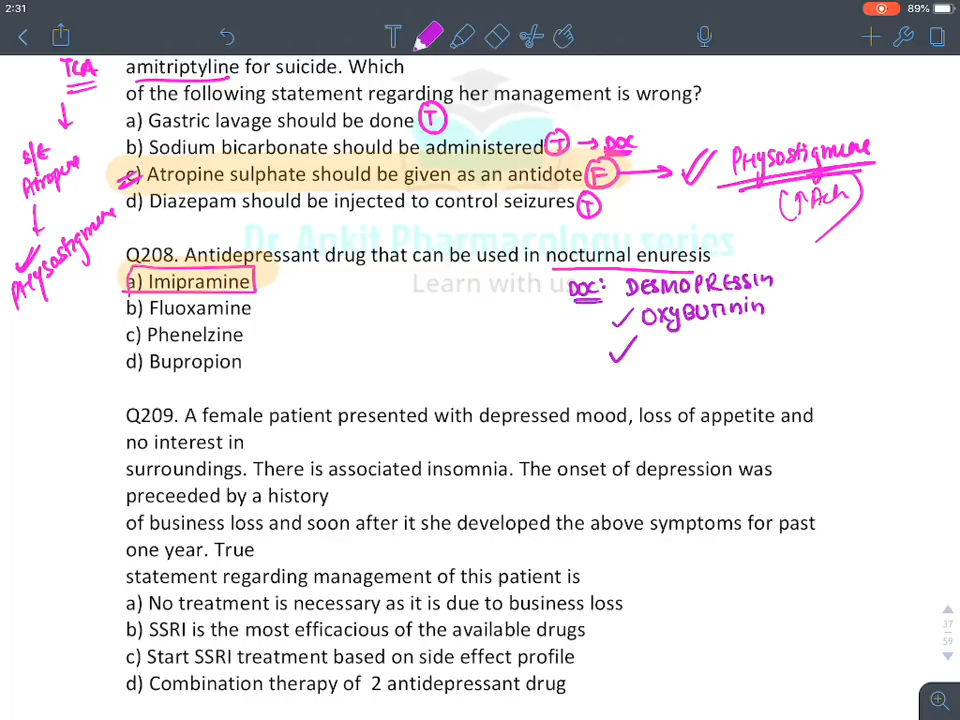 2:31
89%
T
TCA
amitriptyline for suicide. Which
of the following statement regarding her management is wrong?
a) Gastric lavage should be done T
b) Sodium bicarbonate should be administered T → DOC
S/E
Atropine
c) Atropine sulphate should be given as an antidote F → PHysostigmene
(↑Ach)
d) Diazepam should be injected to control seizures T
PHysostigmene
Dr. Ankit Pharmacology series
Learn with us
Q208. Antidepressant drug that can be used in nocturnal enuresis
a) Imipramine
DOC: DESMOPRESSIN
b) Fluoxamine
OXYBUTININ
c) Phenelzine
d) Bupropion
Q209. A female patient presented with depressed mood, loss of appetite and
no interest in
surroundings. There is associated insomnia. The onset of depression was
preceeded by a history
of business loss and soon after it she developed the above symptoms for past
one year. True
statement regarding management of this patient is
a) No treatment is necessary as it is due to business loss
b) SSRI is the most efficacious of the available drugs
c) Start SSRI treatment based on side effect profile
d) Combination therapy of 2 antidepressant drug
37
59